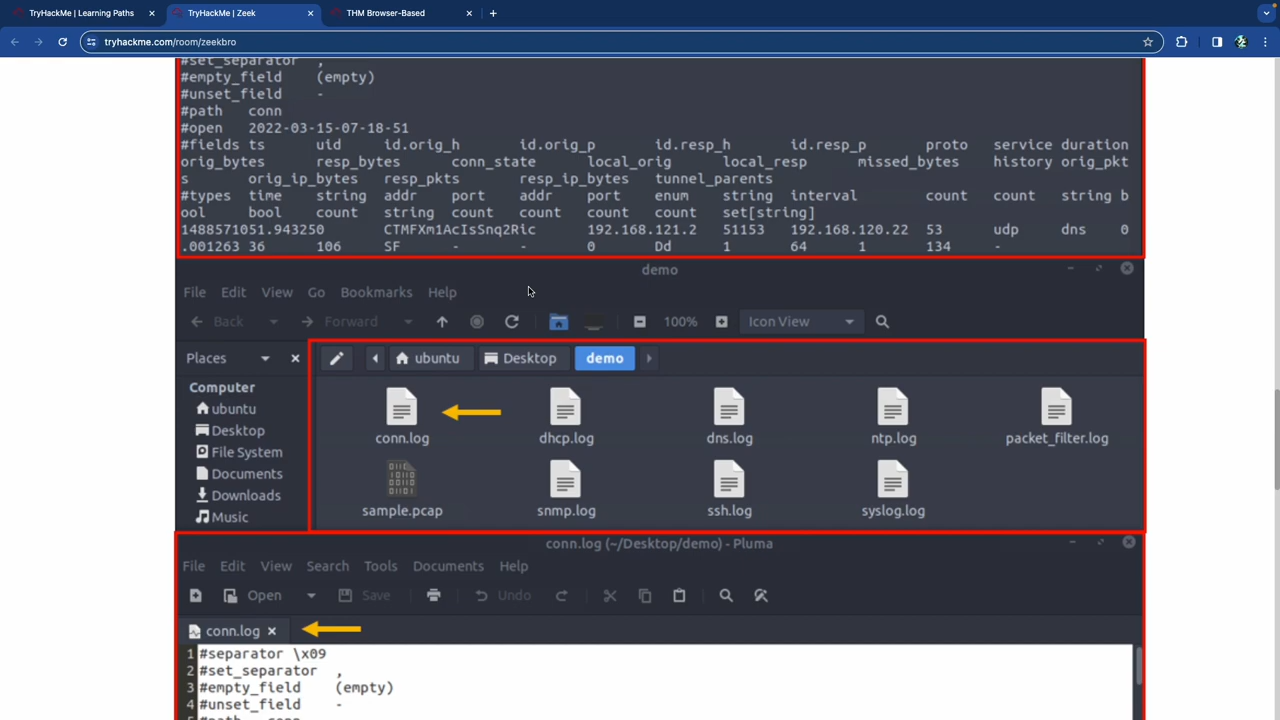 TryHackMe | Learning Paths
TryHackMe | Zeek
THM Browser-Based
tryhackme.com/room/zeekbro
#set_separator ,
#empty_field (empty)
#unset_field -
#path conn
#open 2022-03-15-07-18-51
#fields ts uid id.orig_h id.orig_p id.resp_h id.resp_p proto service duration
orig_bytes resp_bytes conn_state local_orig local_resp missed_bytes history orig_pkt
s orig_ip_bytes resp_pkts resp_ip_bytes tunnel_parents
#types time string addr port addr port enum string interval count count string b
ool bool count string count count count count set[string]
1488571051.943250 CTMFXm1AcIsSnq2Ric 192.168.121.2 51153 192.168.120.22 53 udp dns 0
.001263 36 106 SF - - 0 Dd 1 64 1 134 -
demo
File Edit View Go Bookmarks Help
Back Forward 100% Icon View
Places ubuntu Desktop demo
Computer
ubuntu
Desktop
File System
Documents
Downloads
Music
conn.log dhcp.log dns.log ntp.log packet_filter.log
sample.pcap snmp.log ssh.log syslog.log
conn.log (~/Desktop/demo) - Pluma
File Edit View Search Tools Documents Help
Open Save Undo
conn.log
1 #separator \x09
2 #set_separator ,
3 #empty_field (empty)
4 #unset_field -